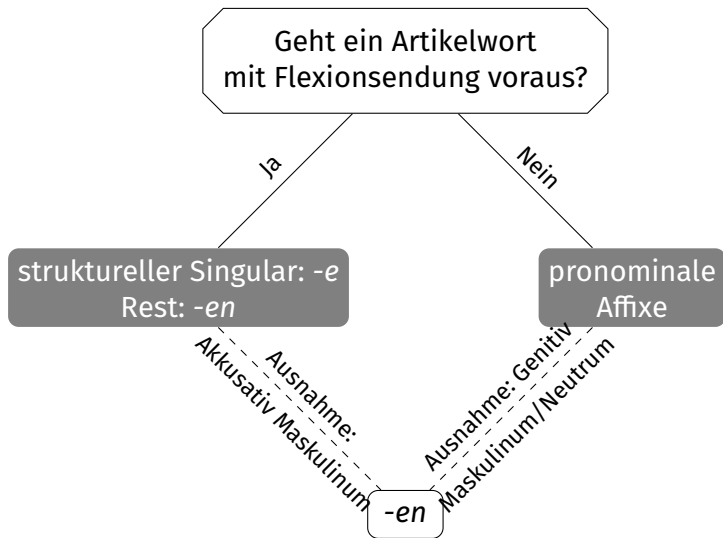 Geht ein Artikelwort
mit Flexionsendung voraus?
Ja
Nein
struktureller Singular: -e
Rest: -en
pronominale
Affixe
Ausnahme:
Akkusativ Maskulinum
Ausnahme: Genitiv
Maskulinum/Neutrum
-en